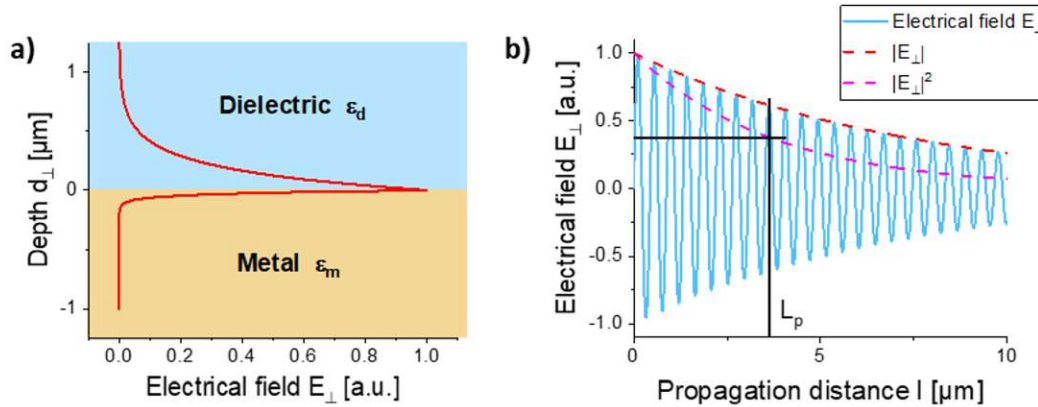 a)
1
0
-1
Depth d⊥ [µm]
Dielectric εd
Metal εm
0.0 0.2 0.4 0.6 0.8 1.0
Electrical field E⊥ [a.u.]
b)
Electrical field E⊥
|E⊥|
|E⊥|²
1.0
0.5
0.0
-0.5
-1.0
Electrical field E⊥ [a.u.]
Lp
0 5 10
Propagation distance l [µm]